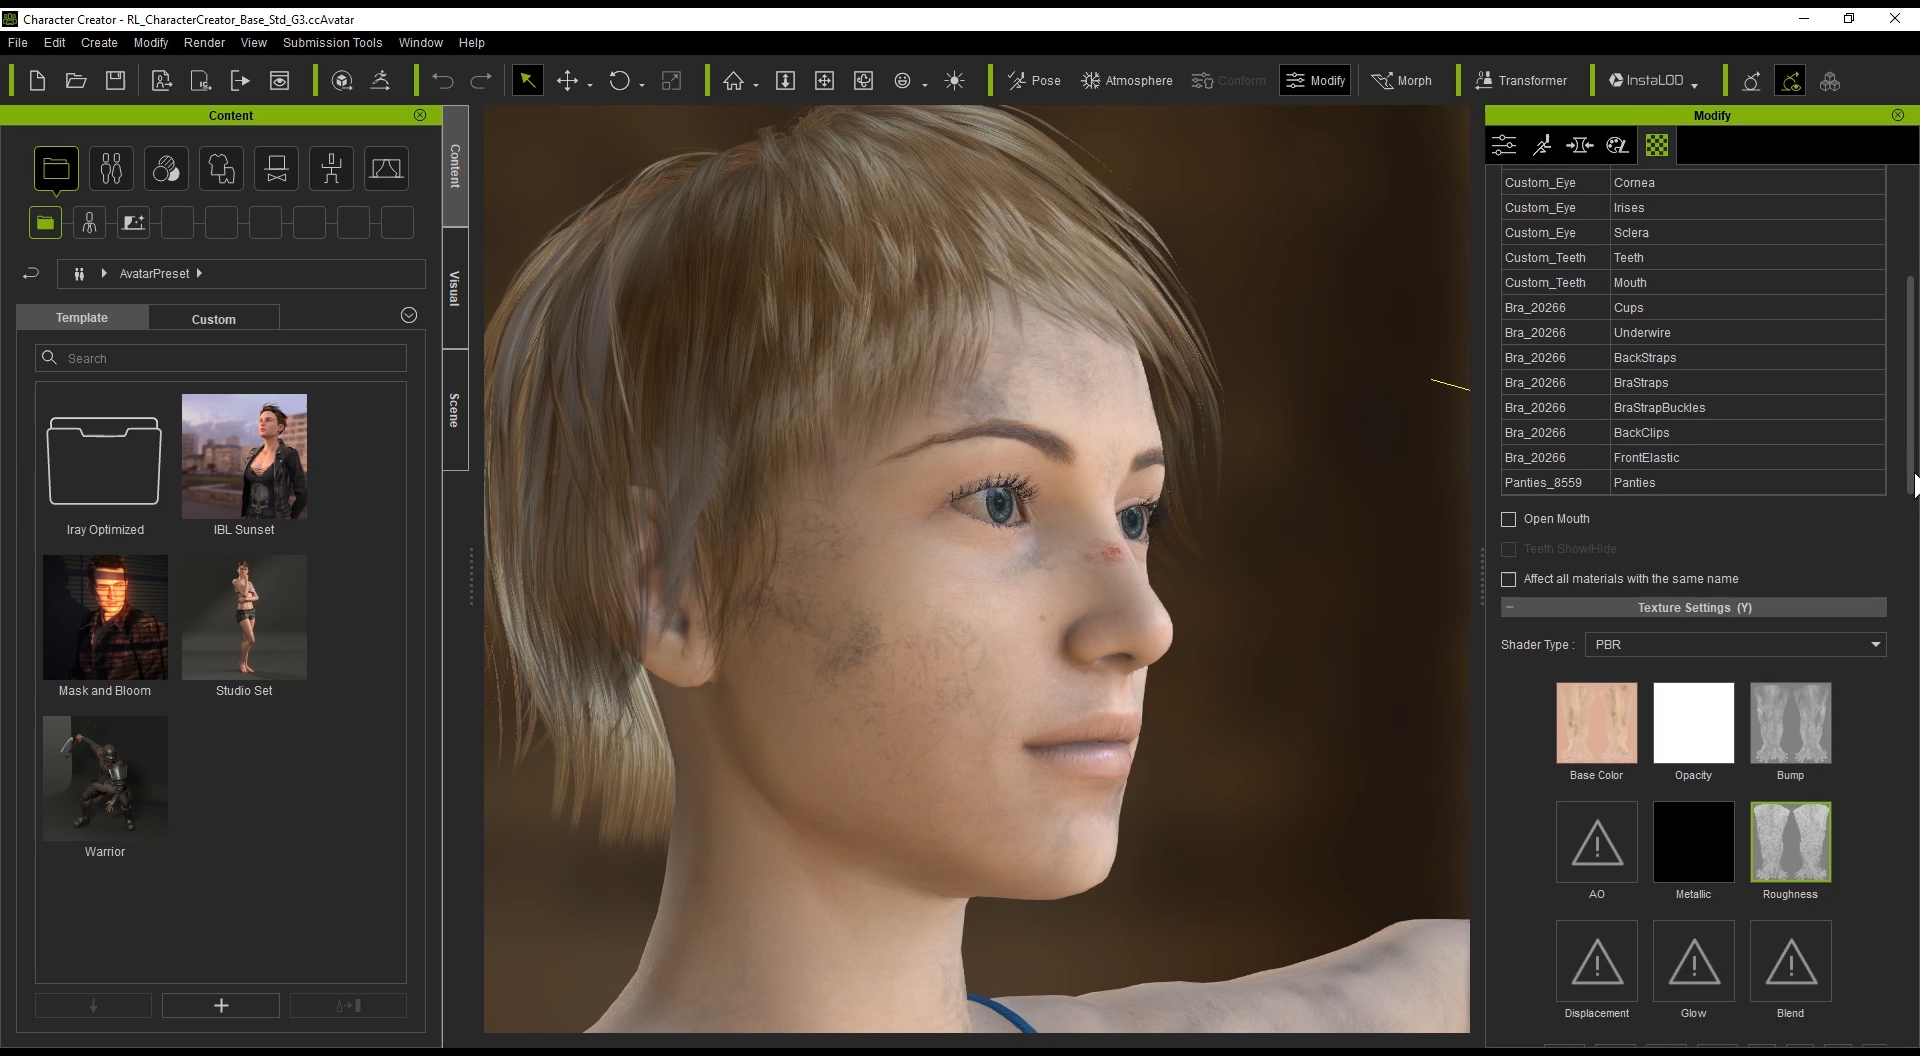 Character Creator - RL_CharacterCreator_Base_Std_G3.ccAvatar
File Edit Create Modify Render View Submission Tools Window Help
Pose Atmosphere Conform Modify Morph Transformer InstaLOD
Content
Content
Visual
Scene
AvatarPreset
Template Custom
Search
Iray Optimized IBL Sunset
Mask and Bloom Studio Set
Warrior
Modify
Custom_Eye Cornea
Custom_Eye Irises
Custom_Eye Sclera
Custom_Teeth Teeth
Custom_Teeth Mouth
Bra_20266 Cups
Bra_20266 Underwire
Bra_20266 BackStraps
Bra_20266 BraStraps
Bra_20266 BraStrapBuckles
Bra_20266 BackClips
Bra_20266 FrontElastic
Panties_8559 Panties
Open Mouth
Teeth Show/Hide
Affect all materials with the same name
Texture Settings (Y)
Shader Type : PBR
Base Color Opacity Bump
AO Metallic Roughness
Displacement Glow Blend